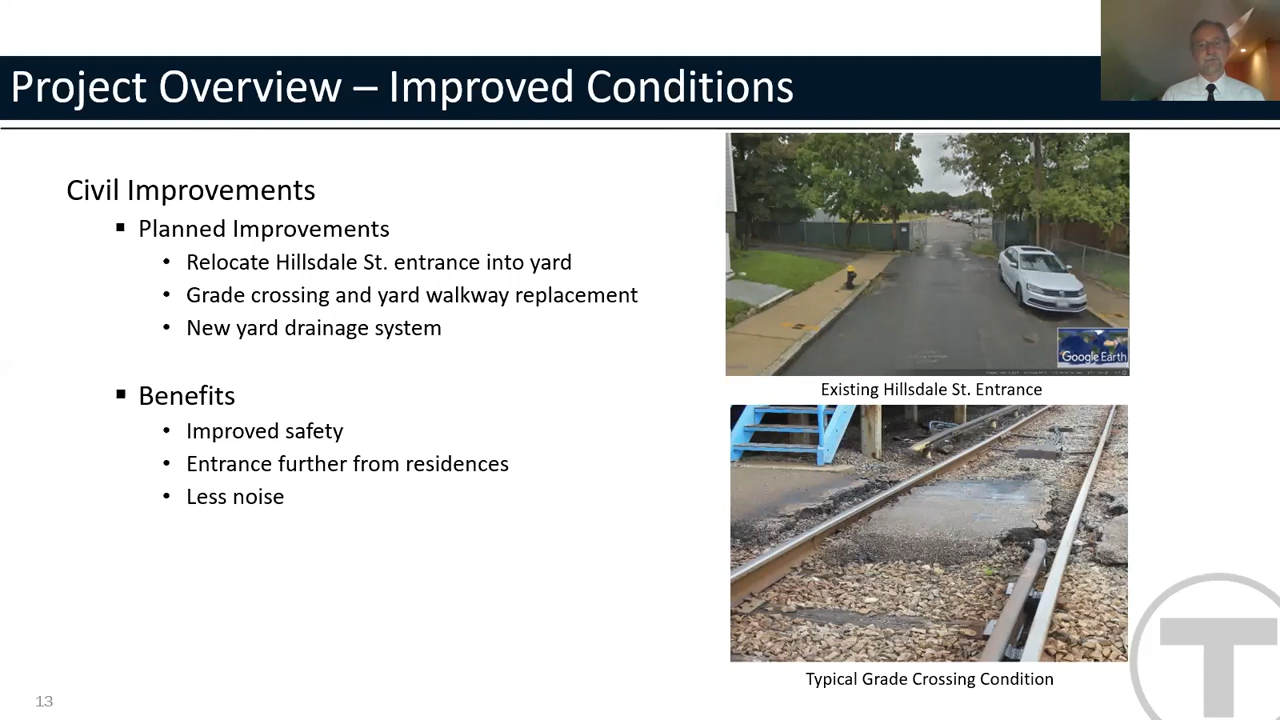 Project Overview – Improved Conditions
Civil Improvements
▪ Planned Improvements
• Relocate Hillsdale St. entrance into yard
• Grade crossing and yard walkway replacement
• New yard drainage system
▪ Benefits
• Improved safety
• Entrance further from residences
• Less noise
Google Earth
Existing Hillsdale St. Entrance
Typical Grade Crossing Condition
T
13